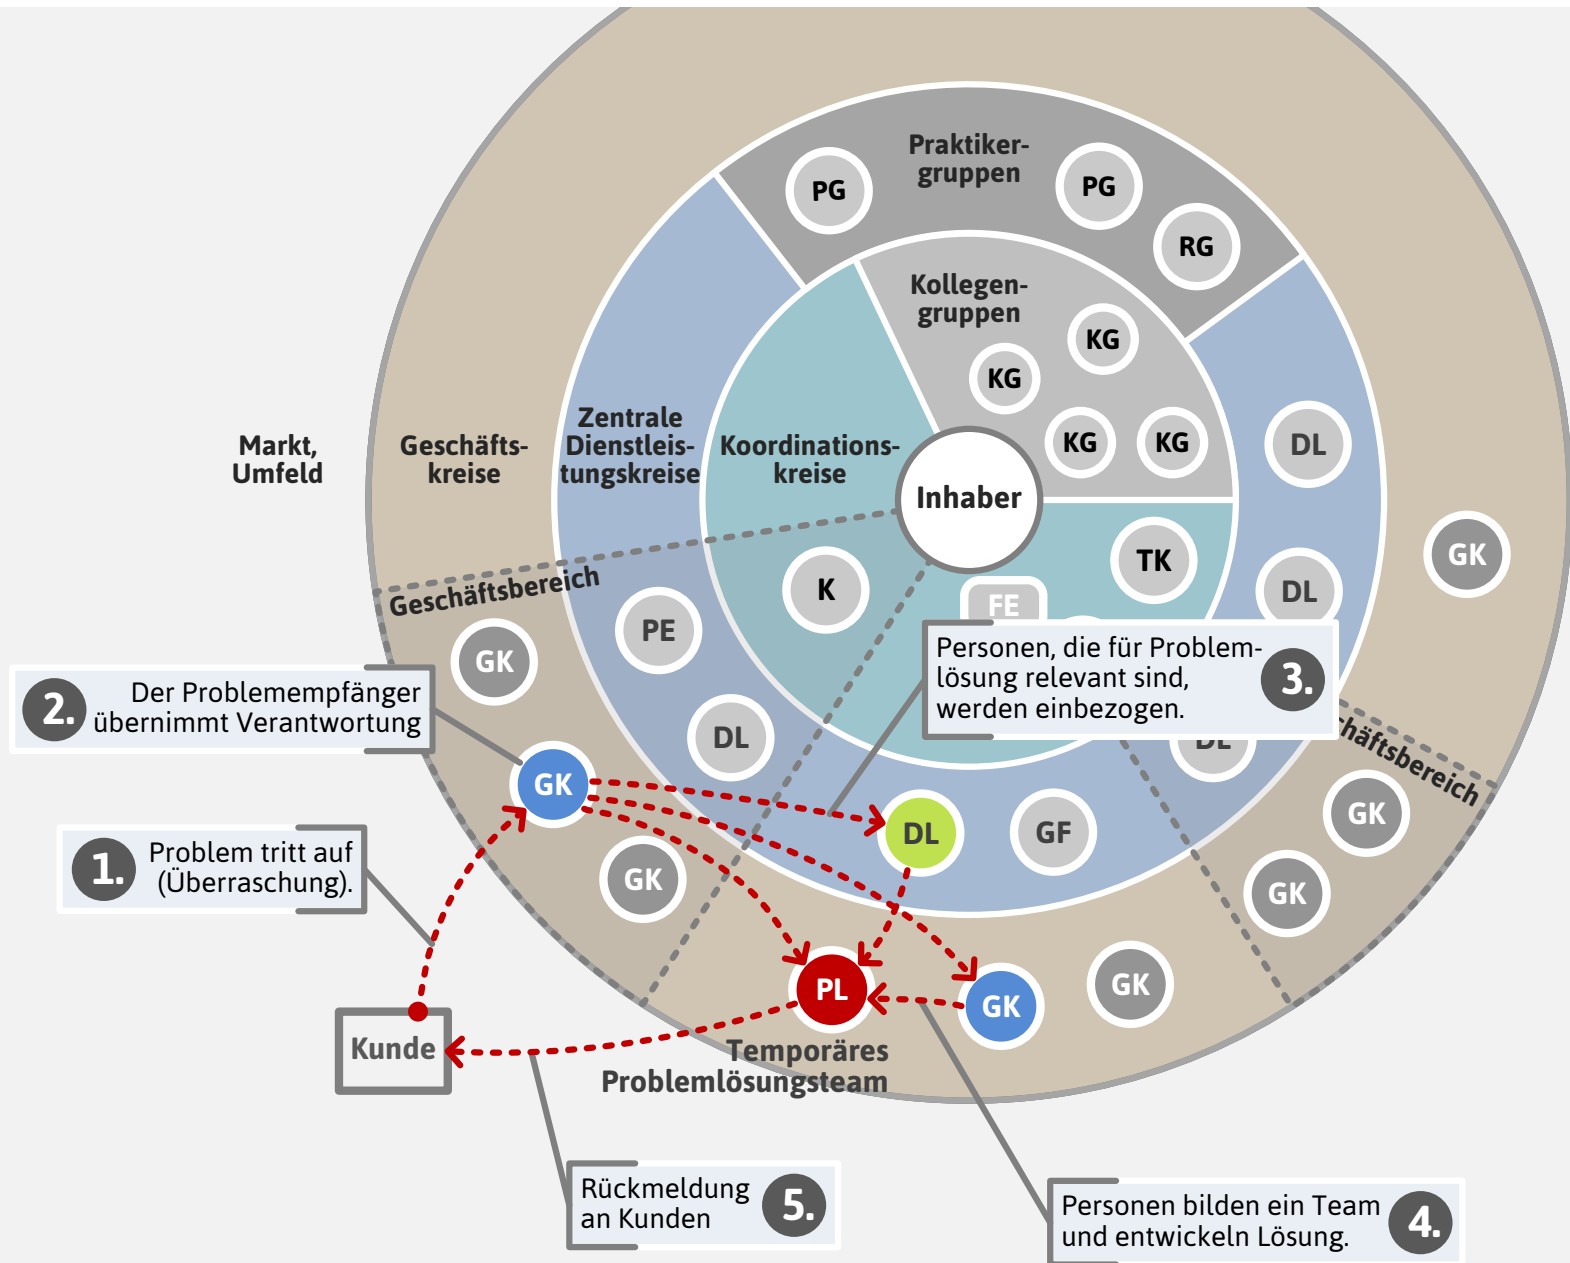 Praktiker-
gruppen
PG
PG
RG
Kollegen-
gruppen
KG
KG
KG
KG
Markt,
Umfeld
Geschäfts-
kreise
Zentrale
Dienstleis-
tungskreise
Koordinations-
kreise
Inhaber
DL
GK
TK
K
FE
DL
Geschäftsbereich
PE
GK
2.
Der Problemempfänger
übernimmt Verantwortung
Personen, die für Problem-
lösung relevant sind,
werden einbezogen.
3.
DL
DL
häftsbereich
GK
DL
GF
GK
1.
Problem tritt auf
(Überraschung).
GK
GK
PL
GK
GK
Kunde
Temporäres
Problemlösungsteam
Rückmeldung
an Kunden
5.
Personen bilden ein Team
und entwickeln Lösung.
4.